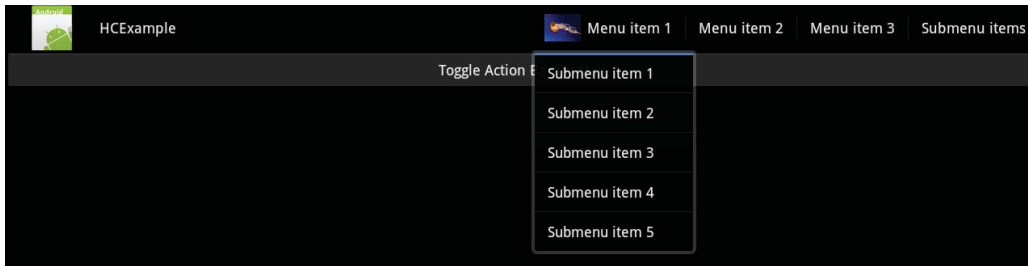 Android
HCExample
Menu item 1
Menu item 2
Menu item 3
Submenu items
Toggle Action
Submenu item 1
Submenu item 2
Submenu item 3
Submenu item 4
Submenu item 5